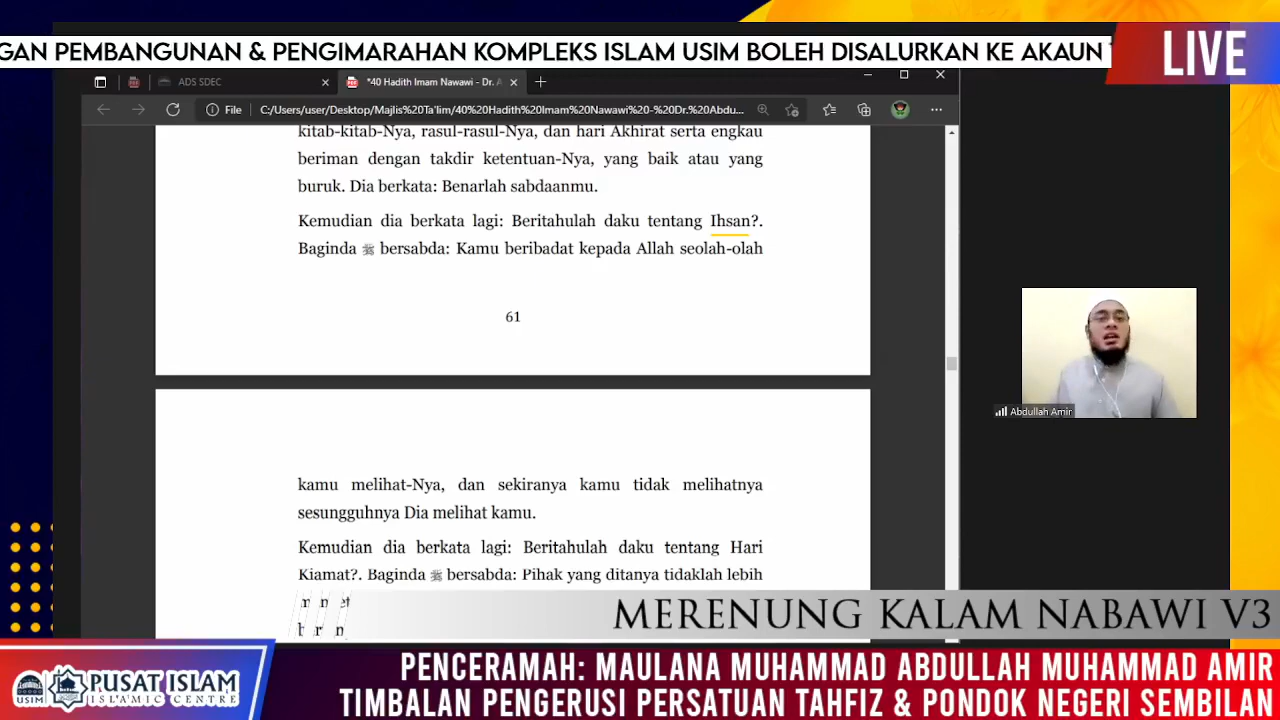 GAN PEMBANGUNAN & PENGIMARAHAN KOMPLEKS ISLAM USIM BOLEH DISALURKAN KE AKAUN
LIVE
ADS SDEC
*40 Hadith Imam Nawawi - Dr. A
File
C:/Users/user/Desktop/Majlis%20Ta'lim/40%20Hadith%20Imam%20Nawawi%20-%20Dr.%20Abdu...
kitab-kitab-Nya, rasul-rasul-Nya, dan hari Akhirat serta engkau
beriman dengan takdir ketentuan-Nya, yang baik atau yang
buruk. Dia berkata: Benarlah sabdaanmu.
Kemudian dia berkata lagi: Beritahulah daku tentang Ihsan?.
Baginda ﷺ bersabda: Kamu beribadat kepada Allah seolah-olah
61
kamu melihat-Nya, dan sekiranya kamu tidak melihatnya
sesungguhnya Dia melihat kamu.
Kemudian dia berkata lagi: Beritahulah daku tentang Hari
Kiamat?. Baginda ﷺ bersabda: Pihak yang ditanya tidaklah lebih
Abdullah Amir
MERENUNG KALAM NABAWI V3
USIM
PUSAT ISLAM
ISLAMIC CENTRE
PENCERAMAH: MAULANA MUHAMMAD ABDULLAH MUHAMMAD AMIR
TIMBALAN PENGERUSI PERSATUAN TAHFIZ & PONDOK NEGERI SEMBILAN